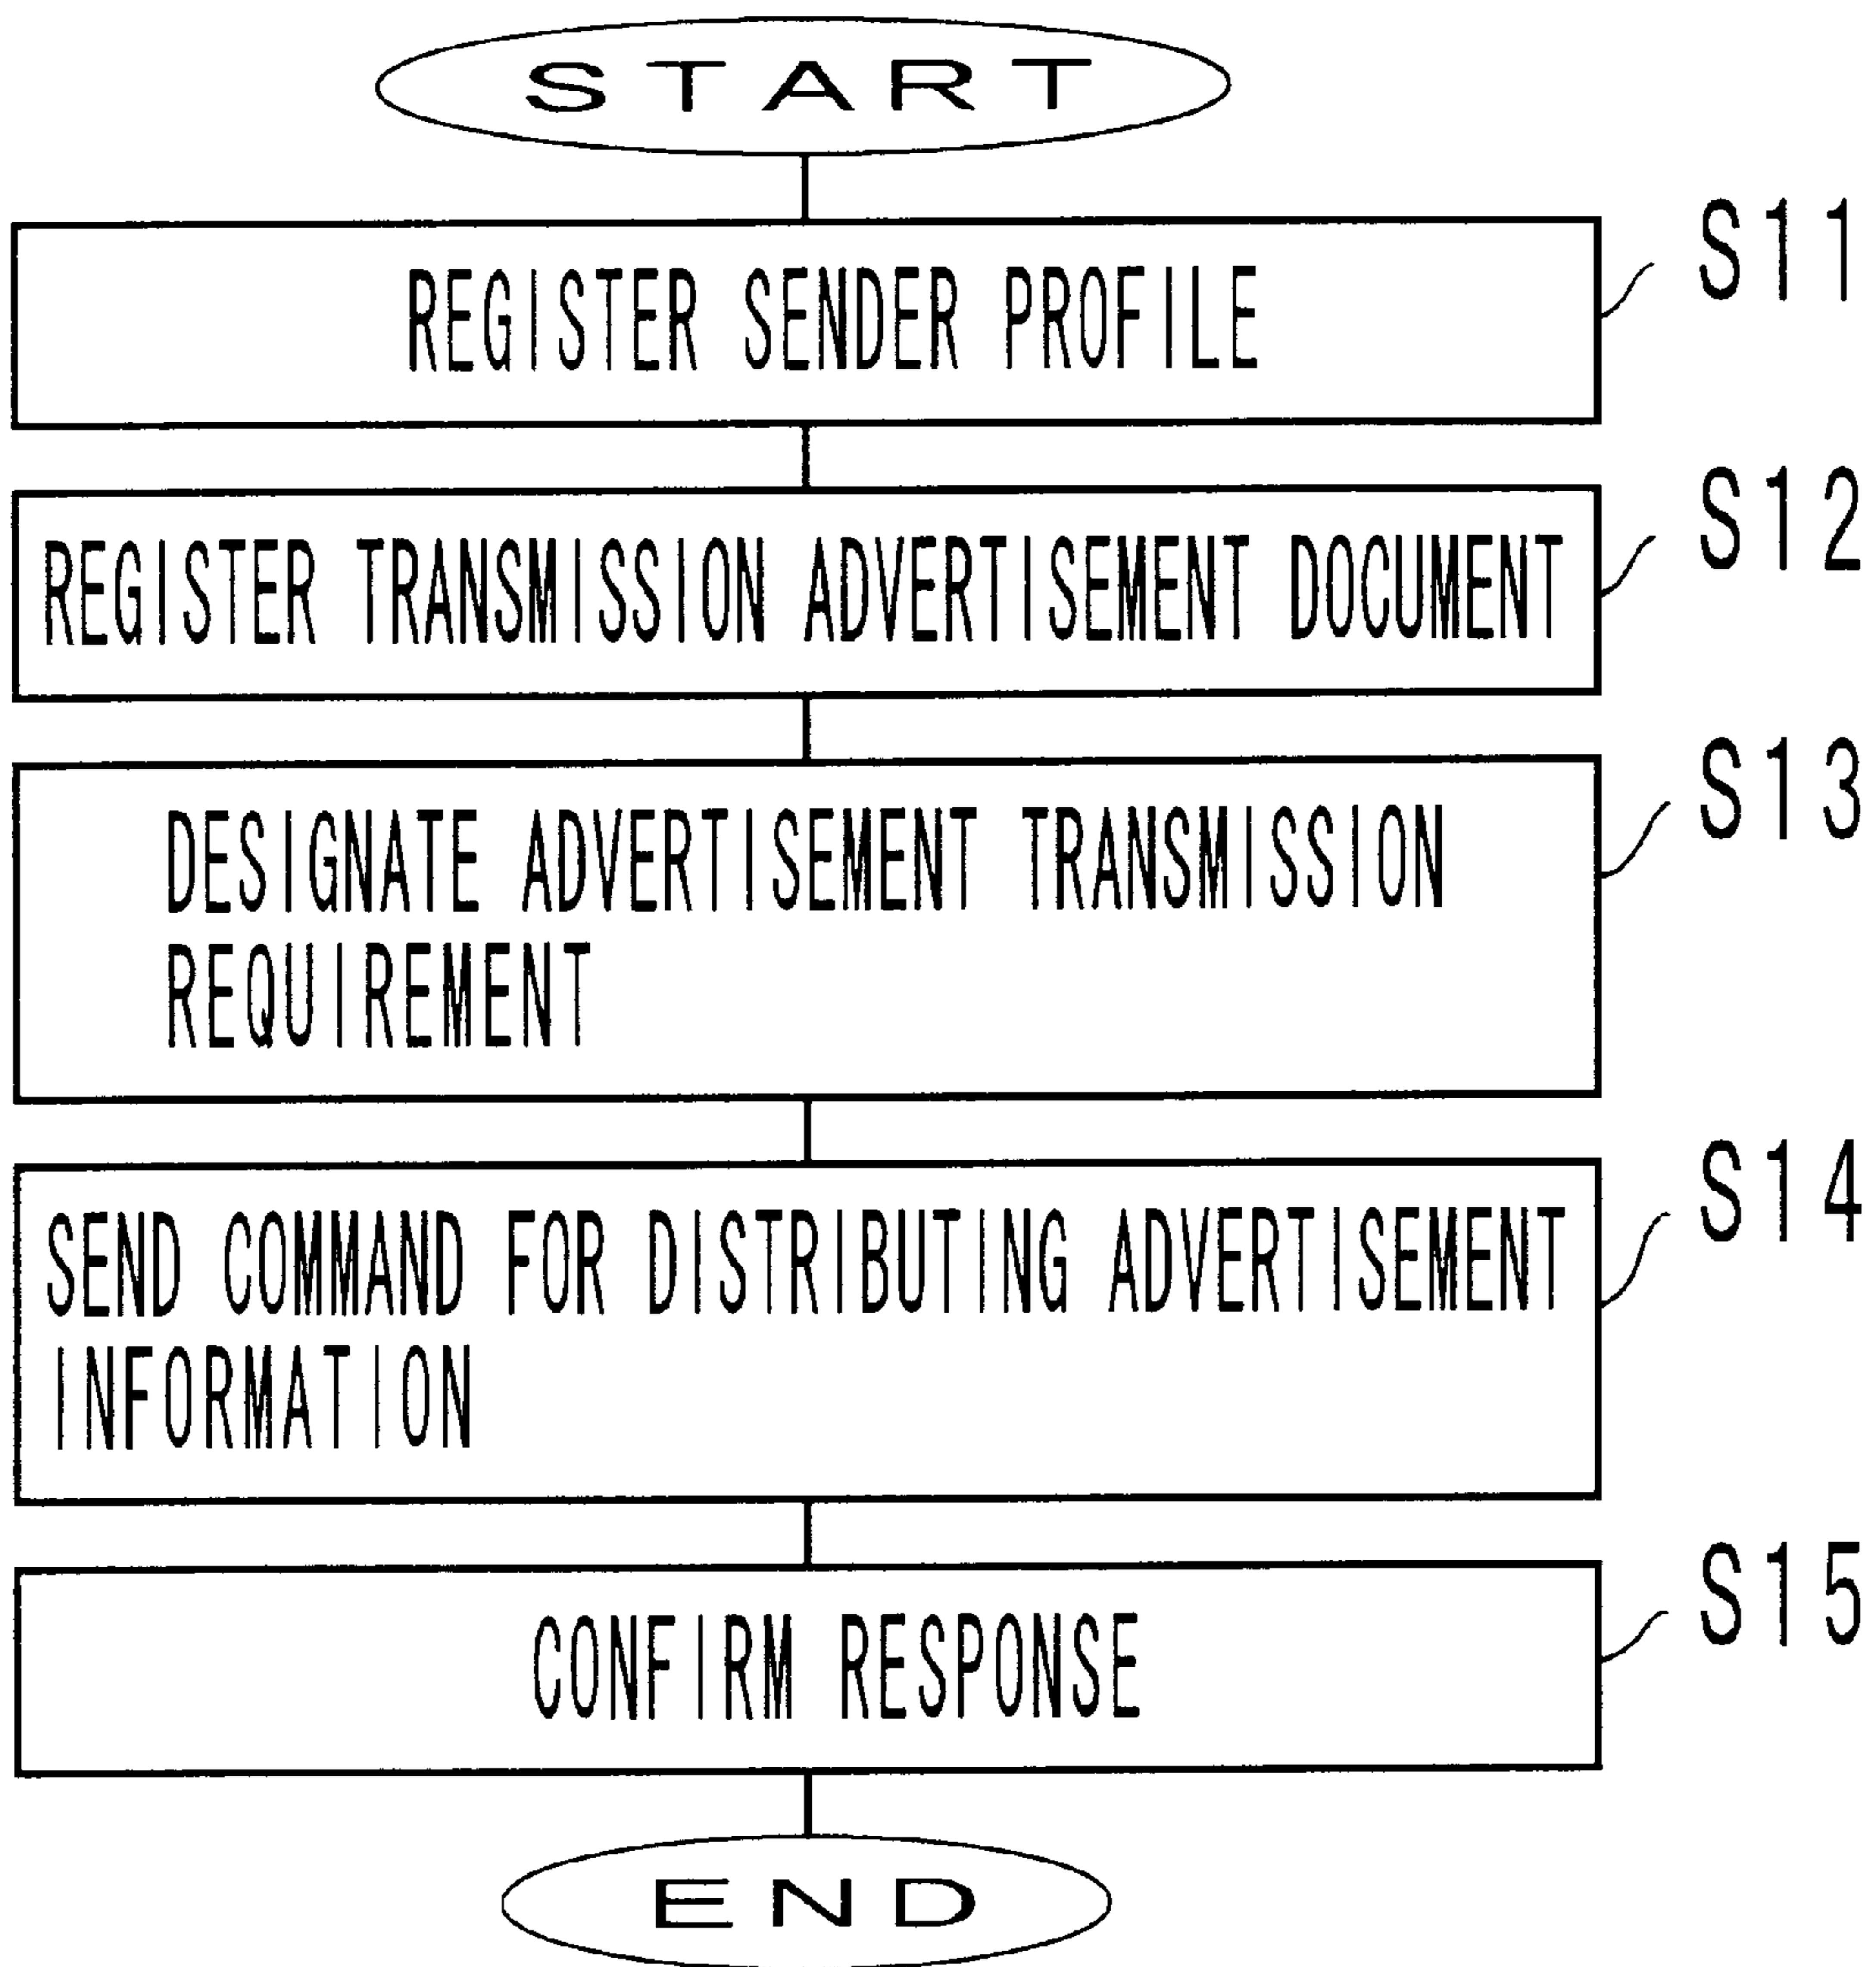 START
REGISTER SENDER PROFILE
S11
REGISTER TRANSMISSION ADVERTISEMENT DOCUMENT
S12
DESIGNATE ADVERTISEMENT TRANSMISSION
REQUIREMENT
S13
SEND COMMAND FOR DISTRIBUTING ADVERTISEMENT
INFORMATION
S14
CONFIRM RESPONSE
S15
END